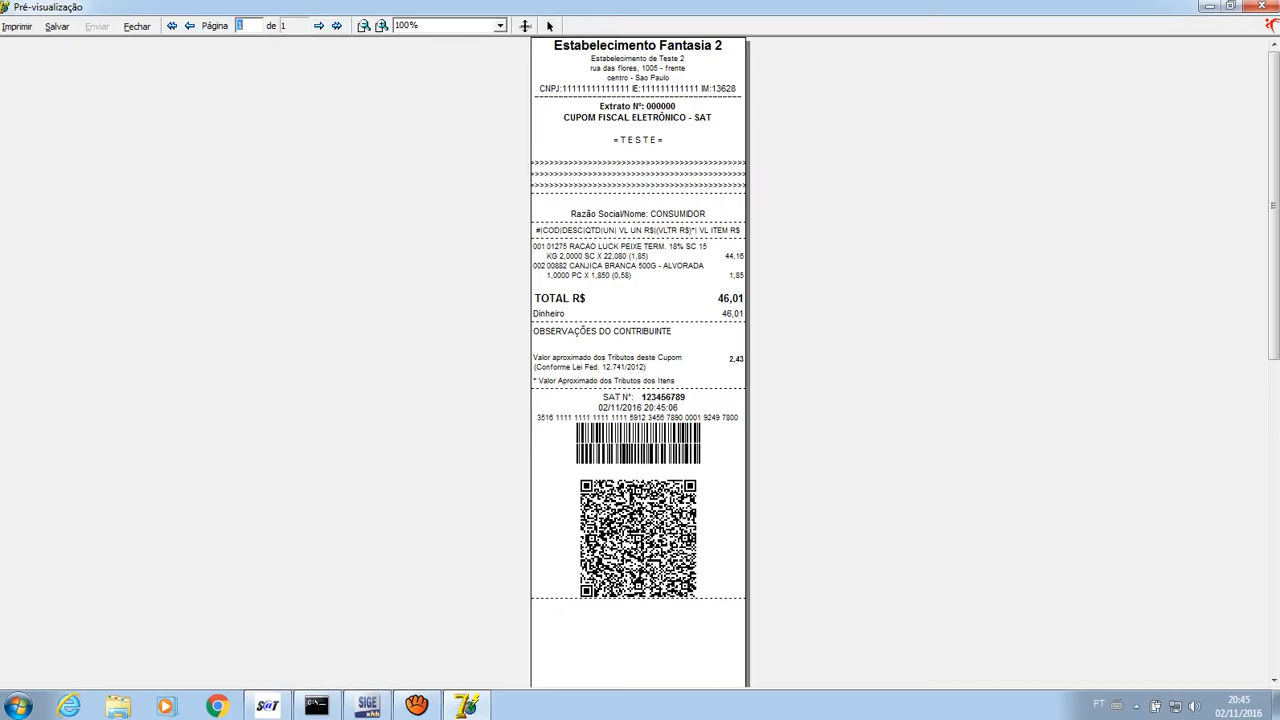 Pré-visualização
Imprimir Salvar Enviar Fechar Página 1 de 1 100%
Estabelecimento Fantasia 2
Estabelecimento de Teste 2
rua das flores, 1005 - frente
centro - Sao Paulo
CNPJ:11111111111111 IE:111111111111 IM:13628
Extrato Nº: 000000
CUPOM FISCAL ELETRÔNICO - SAT
= T E S T E =
>>>>>>>>>>>>>>>>>>>>>>>>>>>>>>>>>>>>>>>>>>>>>>>>>
>>>>>>>>>>>>>>>>>>>>>>>>>>>>>>>>>>>>>>>>>>>>>>>>>
>>>>>>>>>>>>>>>>>>>>>>>>>>>>>>>>>>>>>>>>>>>>>>>>>
Razão Social/Nome: CONSUMIDOR
#|COD|DESC|QTD|UN| VL UN R$|(VLTR R$)*| VL ITEM R$
001 01275 RACAO LUCK PEIXE TERM. 18% SC 15
KG 2,0000 SC X 22,080 (1,85) 44,16
002 00882 CANJICA BRANCA 500G - ALVORADA
1,0000 PC X 1,850 (0,58) 1,85
TOTAL R$ 46,01
Dinheiro 46,01
OBSERVAÇÕES DO CONTRIBUINTE
Valor aproximado dos Tributos deste Cupom 2,43
(Conforme Lei Fed. 12.741/2012)
* Valor Aproximado dos Tributos dos Itens
SAT Nº: 123456789
02/11/2016 20:45:06
3516 1111 1111 1111 1111 5912 3456 7890 0001 9249 7800
SAT
C:\_
SIGE
xhb
7
PT
20:45
02/11/2016